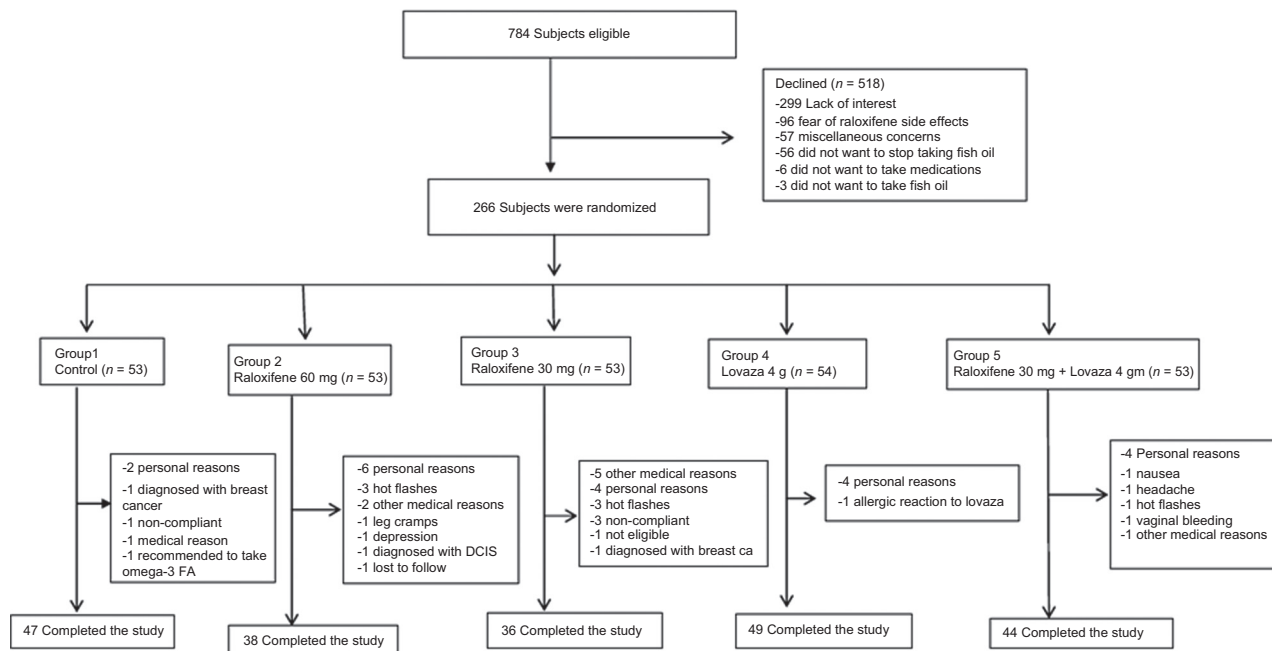 784 Subjects eligible
Declined (n = 518)
-299 Lack of interest
-96 fear of raloxifene side effects
-57 miscellaneous concerns
-56 did not want to stop taking fish oil
-6 did not want to take medications
-3 did not want to take fish oil
266 Subjects were randomized
Group1
Control (n = 53)
Group 2
Raloxifene 60 mg (n = 53)
Group 3
Raloxifene 30 mg (n = 53)
Group 4
Lovaza 4 g (n = 54)
Group 5
Raloxifene 30 mg + Lovaza 4 gm (n = 53)
-2 personal reasons
-1 diagnosed with breast
cancer
-1 non-compliant
-1 medical reason
-1 recommended to take
omega-3 FA
-6 personal reasons
-3 hot flashes
-2 other medical reasons
-1 leg cramps
-1 depression
-1 diagnosed with DCIS
-1 lost to follow
-5 other medical reasons
-4 personal reasons
-3 hot flashes
-3 non-compliant
-1 not eligible
-1 diagnosed with breast ca
-4 personal reasons
-1 allergic reaction to lovaza
-4 Personal reasons
-1 nausea
-1 headache
-1 hot flashes
-1 vaginal bleeding
-1 other medical reasons
47 Completed the study
38 Completed the study
36 Completed the study
49 Completed the study
44 Completed the study